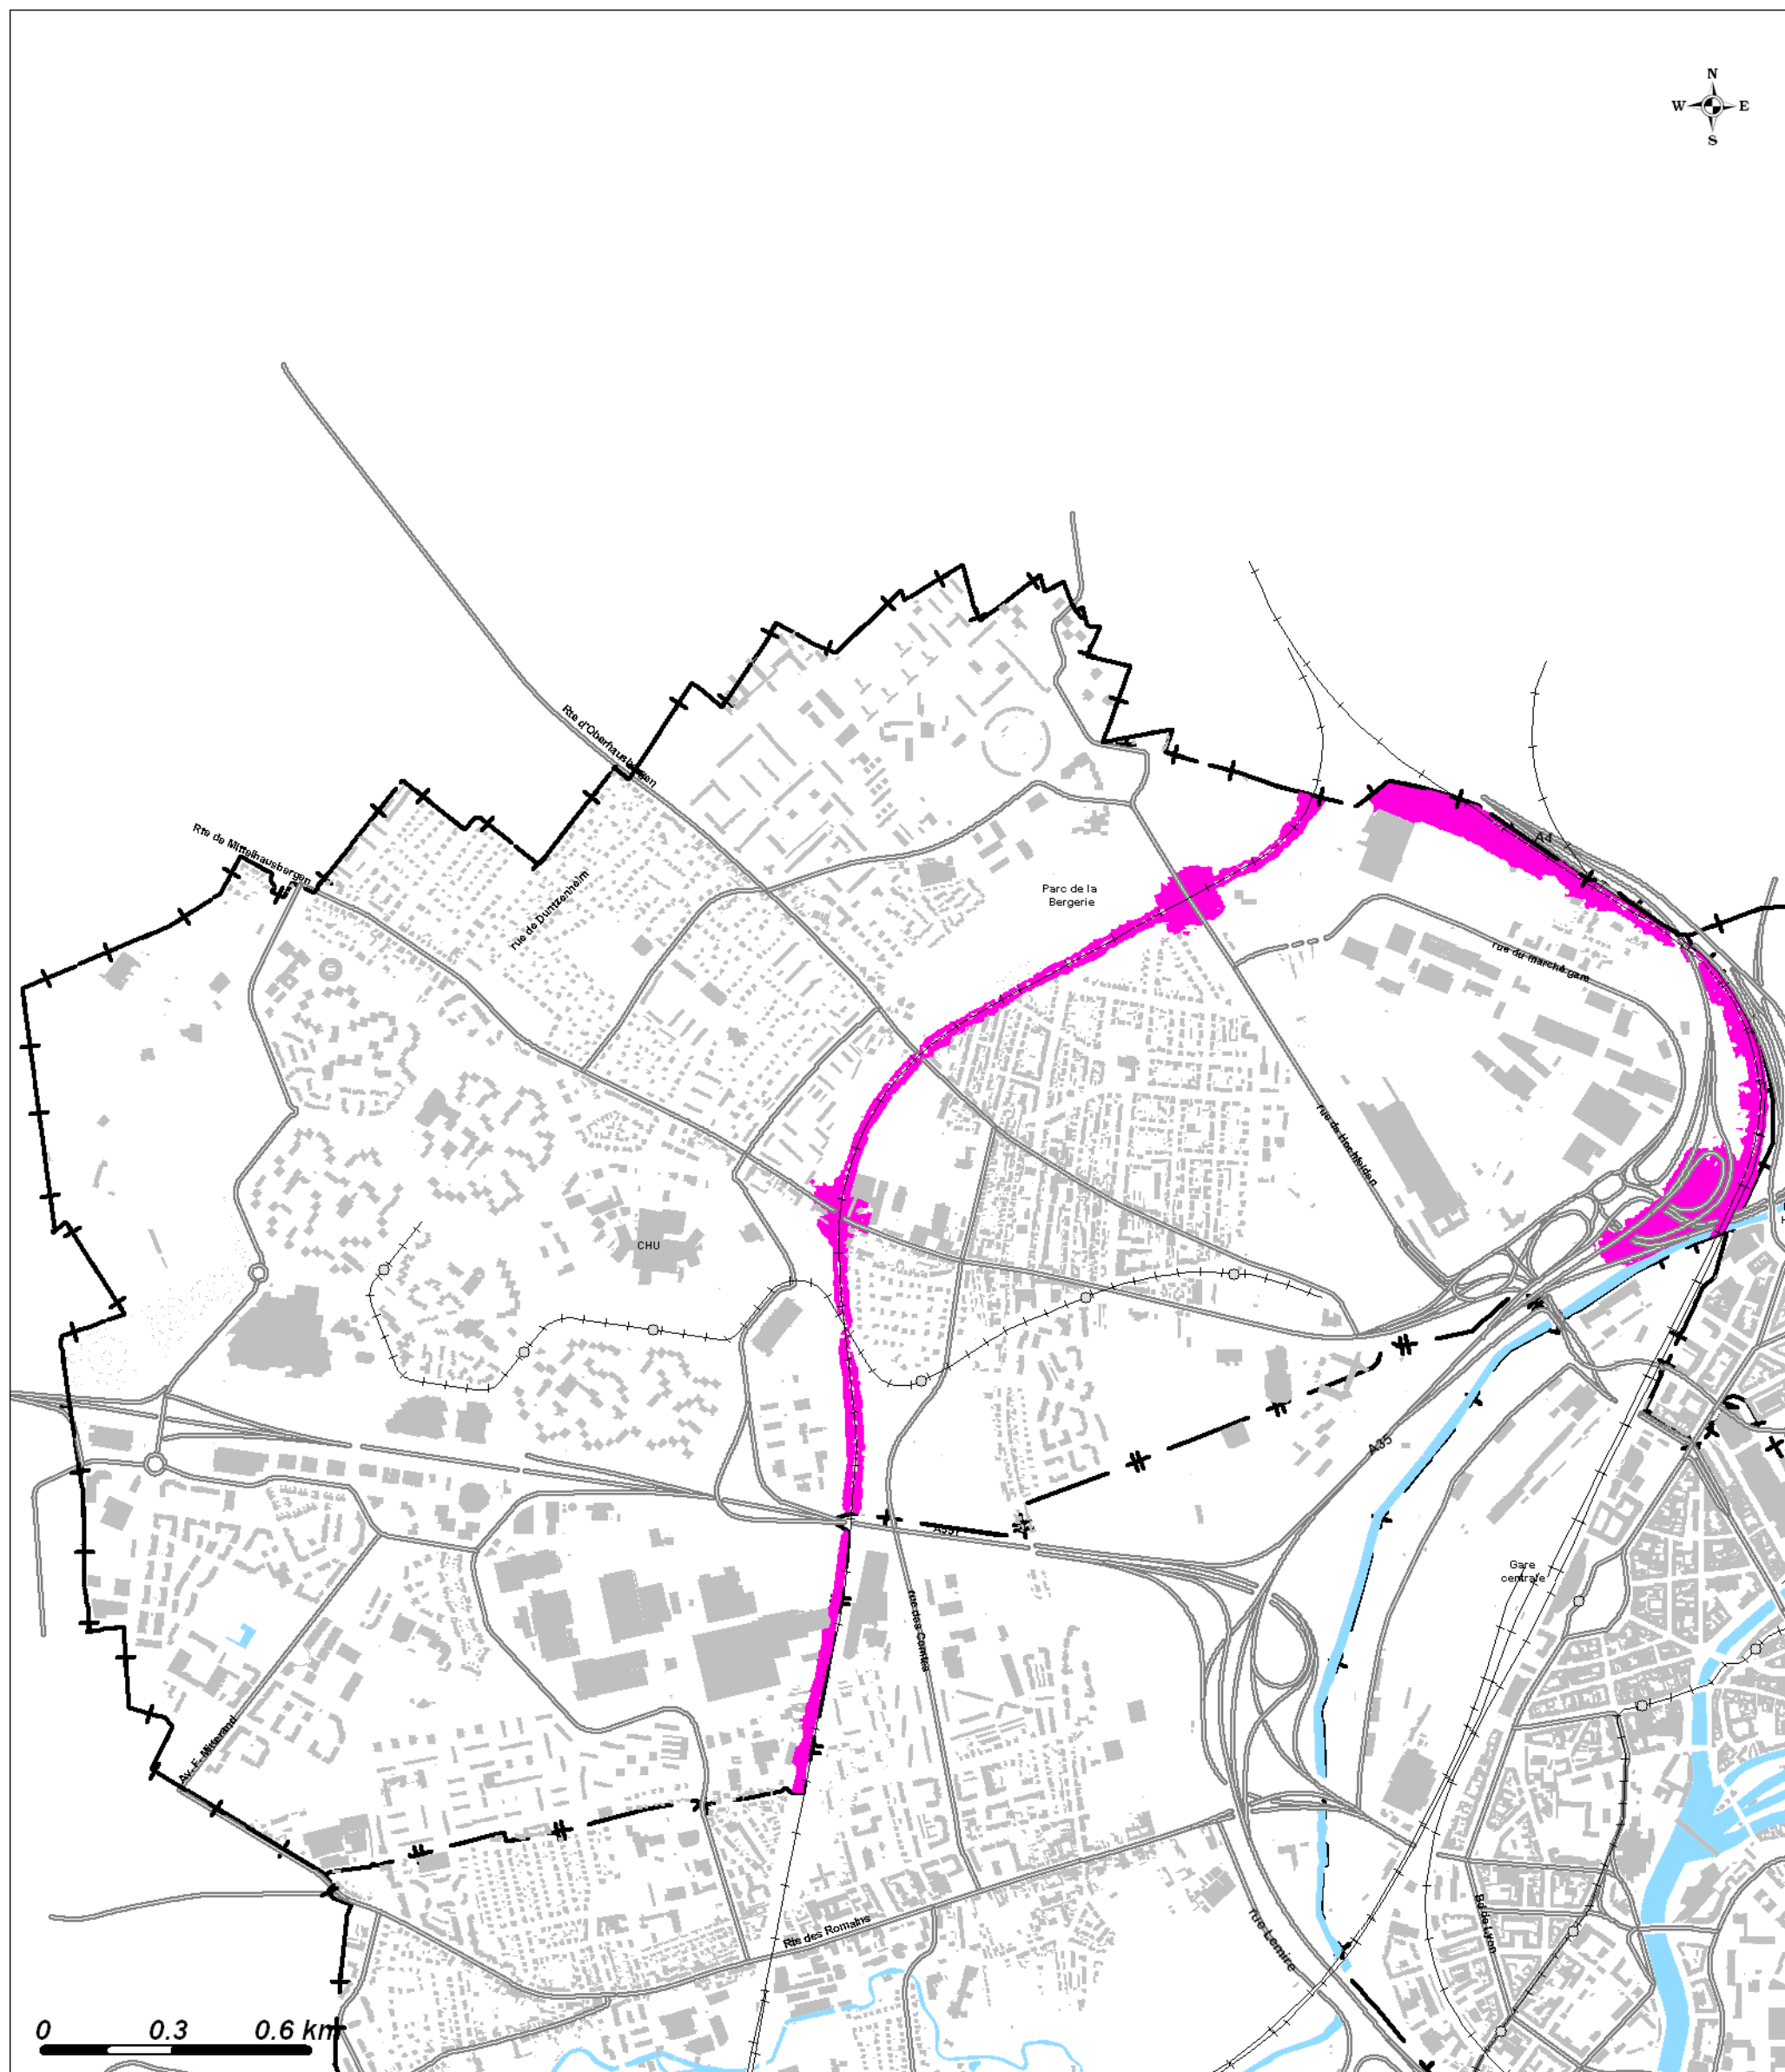 N
W E
S
Rte d'Oberhausbergen
Rte de Mittelhausbergen
rue de Duntzenheim
Parc de la
Bergerie
A4
rue du marché gare
rue de Hochfelden
CHU
A35
A351
Gare
centrale
rue des Comtes
Av. F. Mitterand
Rte des Romains
rue Lemire
Bd de Lyon
0 0.3 0.6 km